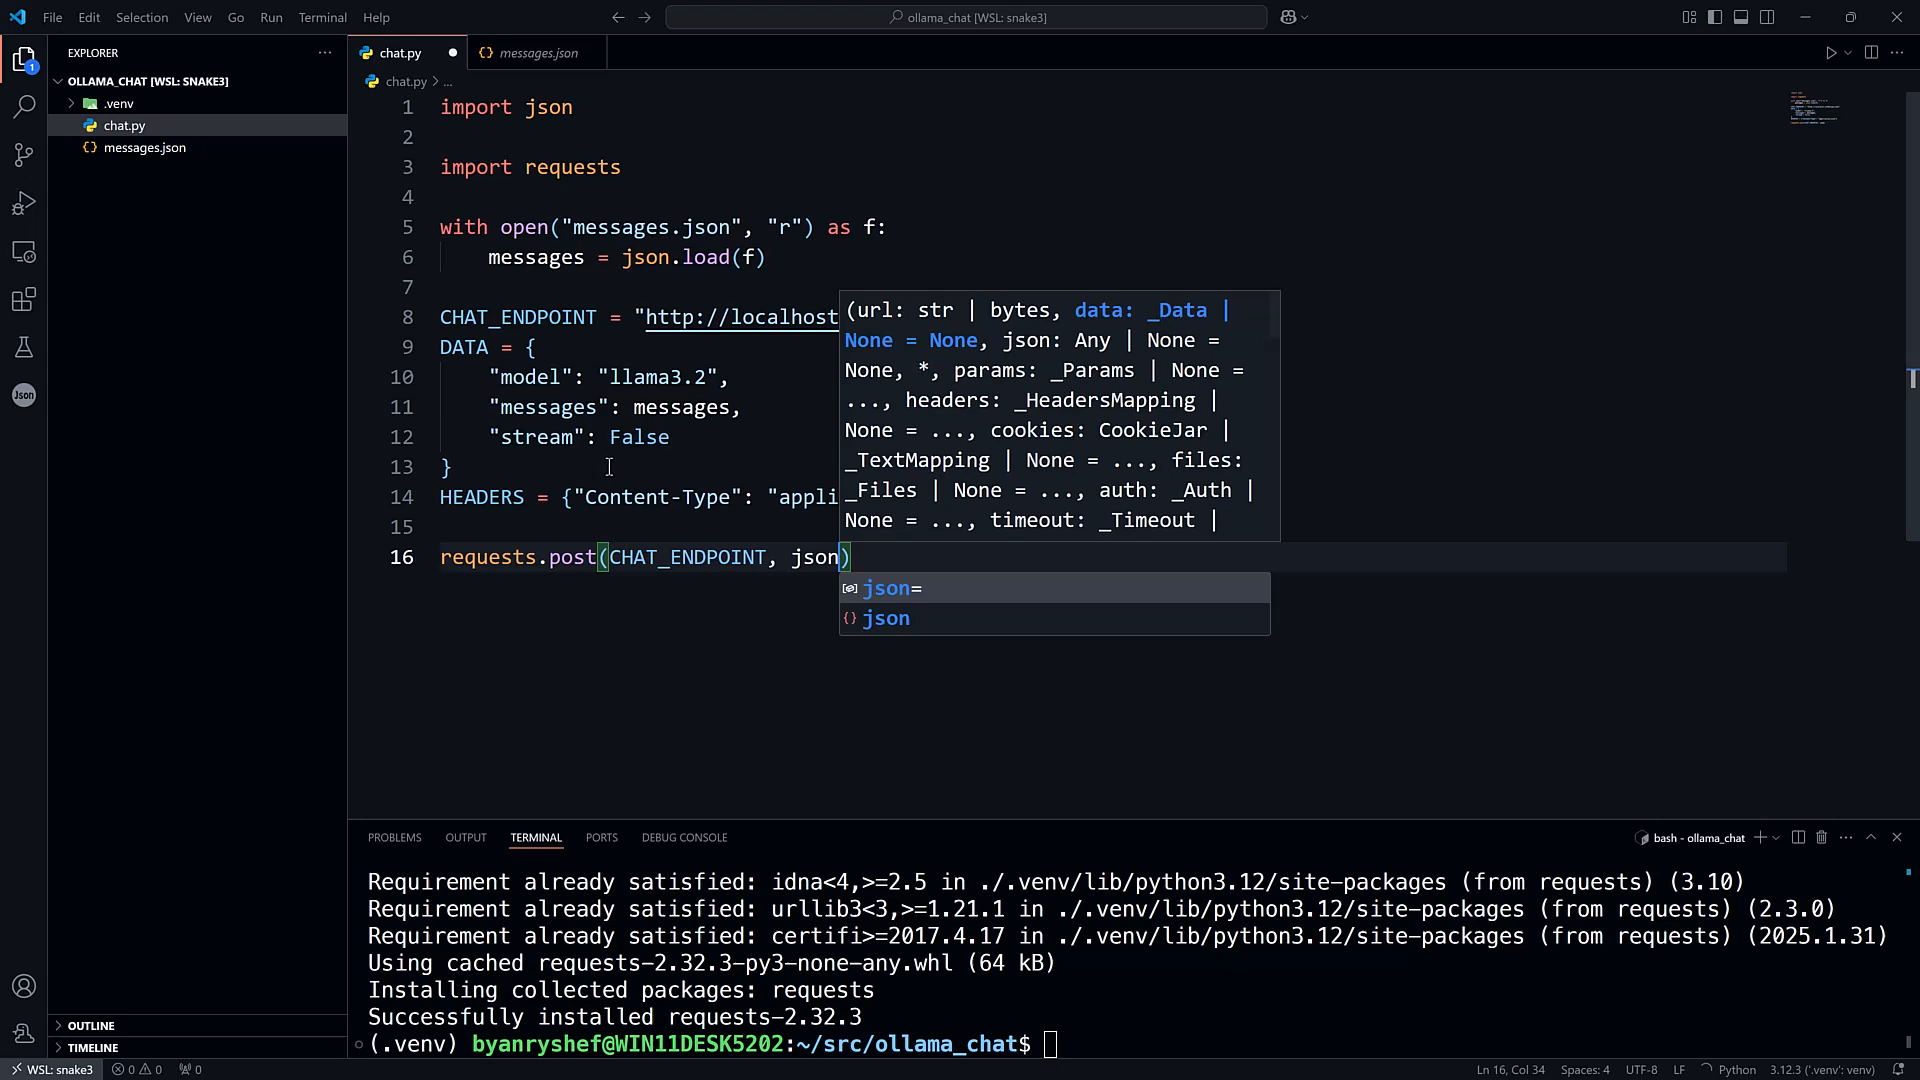 File Edit Selection View Go Run Terminal Help
ollama_chat [WSL: snake3]
EXPLORER
OLLAMA_CHAT [WSL: SNAKE3]
.venv
chat.py
messages.json
OUTLINE
TIMELINE
1
Json
chat.py
messages.json
chat.py > ...
1 import json
2
3 import requests
4
5 with open("messages.json", "r") as f:
6 messages = json.load(f)
7
8 CHAT_ENDPOINT = "http://localhost
9 DATA = {
10 "model": "llama3.2",
11 "messages": messages,
12 "stream": False
13 }
14 HEADERS = {"Content-Type": "appli
15
16 requests.post(CHAT_ENDPOINT, json)
(url: str | bytes, data: _Data |
None = None, json: Any | None =
None, *, params: _Params | None =
..., headers: _HeadersMapping |
None = ..., cookies: CookieJar |
_TextMapping | None = ..., files:
_Files | None = ..., auth: _Auth |
None = ..., timeout: _Timeout |
json=
json
PROBLEMS OUTPUT TERMINAL PORTS DEBUG CONSOLE
bash - ollama_chat
Requirement already satisfied: idna<4,>=2.5 in ./.venv/lib/python3.12/site-packages (from requests) (3.10)
Requirement already satisfied: urllib3<3,>=1.21.1 in ./.venv/lib/python3.12/site-packages (from requests) (2.3.0)
Requirement already satisfied: certifi>=2017.4.17 in ./.venv/lib/python3.12/site-packages (from requests) (2025.1.31)
Using cached requests-2.32.3-py3-none-any.whl (64 kB)
Installing collected packages: requests
Successfully installed requests-2.32.3
(.venv) byanryshef@WIN11DESK5202:~/src/ollama_chat$
WSL: snake3 0 0 0 Ln 16, Col 34 Spaces: 4 UTF-8 LF Python 3.12.3 ('.venv': venv)